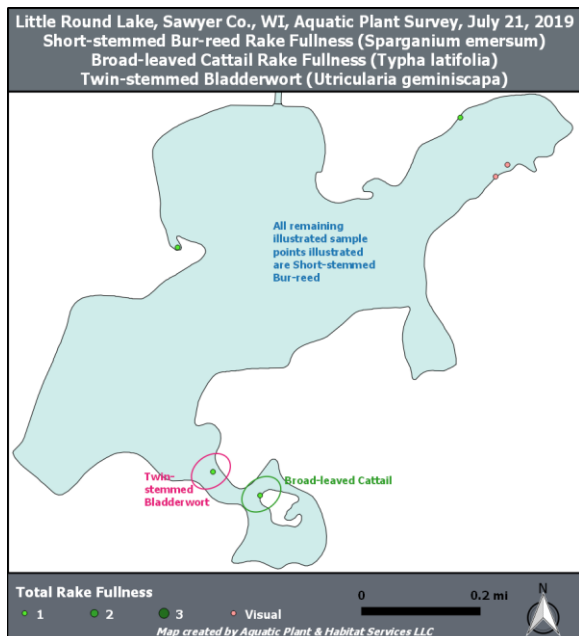 Little Round Lake, Sawyer Co., WI, Aquatic Plant Survey, July 21, 2019
Short-stemmed Bur-reed Rake Fullness (Sparganium emersum)
Broad-leaved Cattail Rake Fullness (Typha latifolia)
Twin-stemmed Bladderwort (Utricularia geminiscapa)
All remaining
illustrated sample
points illustrated
are Short-stemmed
Bur-reed
Twin-
stemmed
Bladderwort
Broad-leaved Cattail
Total Rake Fullness
1 2 3 Visual
0 0.2 mi
N
Map created by Aquatic Plant & Habitat Services LLC